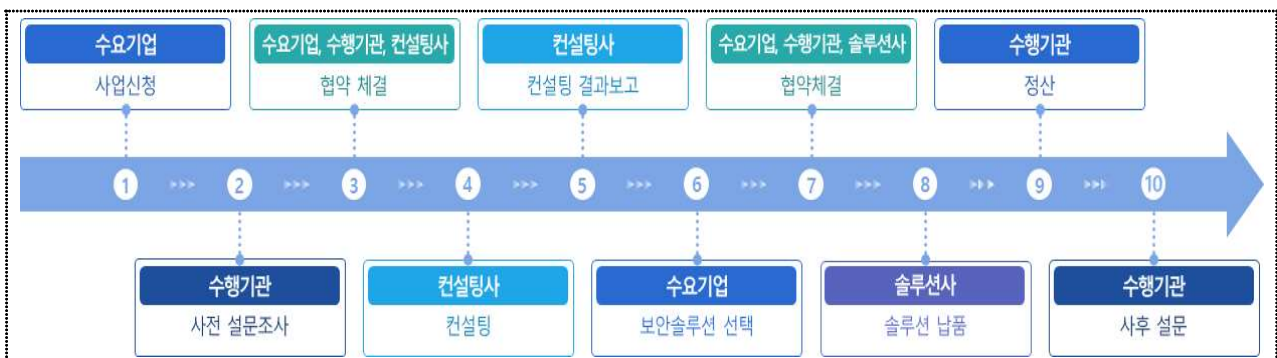 수요기업
사업신청
수요기업, 수행기관, 컨설팅사
협약 체결
컨설팅사
컨설팅 결과보고
수요기업, 수행기관, 솔루션사
협약체결
수행기관
정산
1 >>> 2 >>> 3 >>> 4 >>> 5 >>> 6 >>> 7 >>> 8 >>> 9 >>> 10
수행기관
사전 설문조사
컨설팅사
컨설팅
수요기업
보안솔루션 선택
솔루션사
솔루션 납품
수행기관
사후 설문